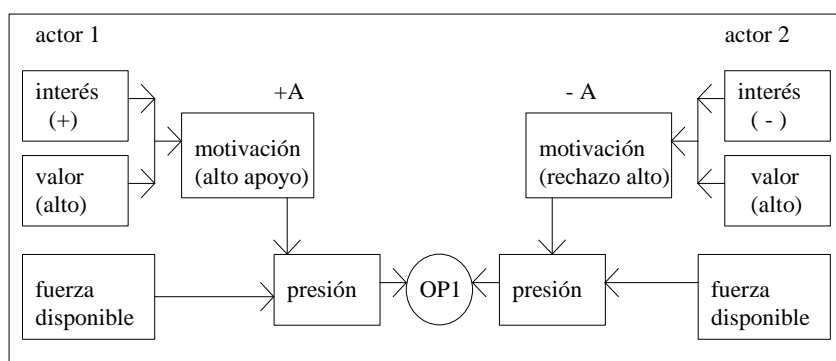 actor 1
actor 2
interés
(+)
+A
- A
interés
( - )
motivación
(alto apoyo)
motivación
(rechazo alto)
valor
(alto)
valor
(alto)
fuerza
disponible
presión
OP1
presión
fuerza
disponible